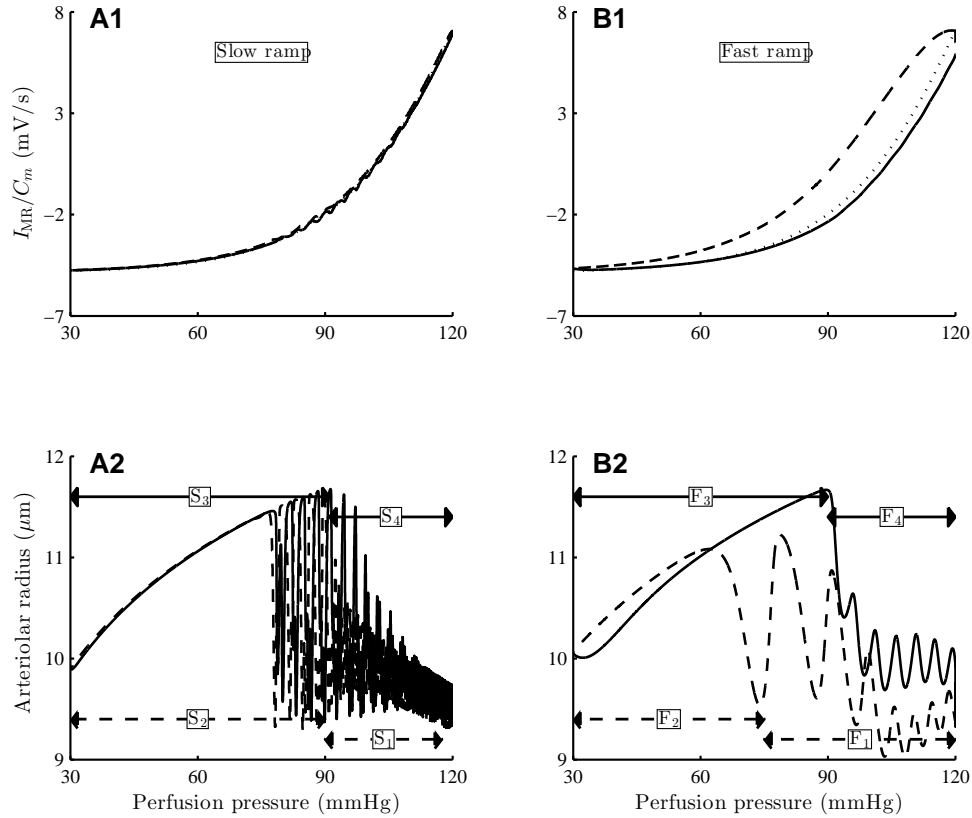 A1
Slow ramp
8
3
−2
−7
I_MR/C_m (mV/s)
30 60 90 120
B1
Fast ramp
8
3
−2
−7
30 60 90 120
A2
12
11
10
9
Arteriolar radius (μm)
S3
S4
S2
S1
30 60 90 120
Perfusion pressure (mmHg)
B2
12
11
10
9
F3
F4
F2
F1
30 60 90 120
Perfusion pressure (mmHg)